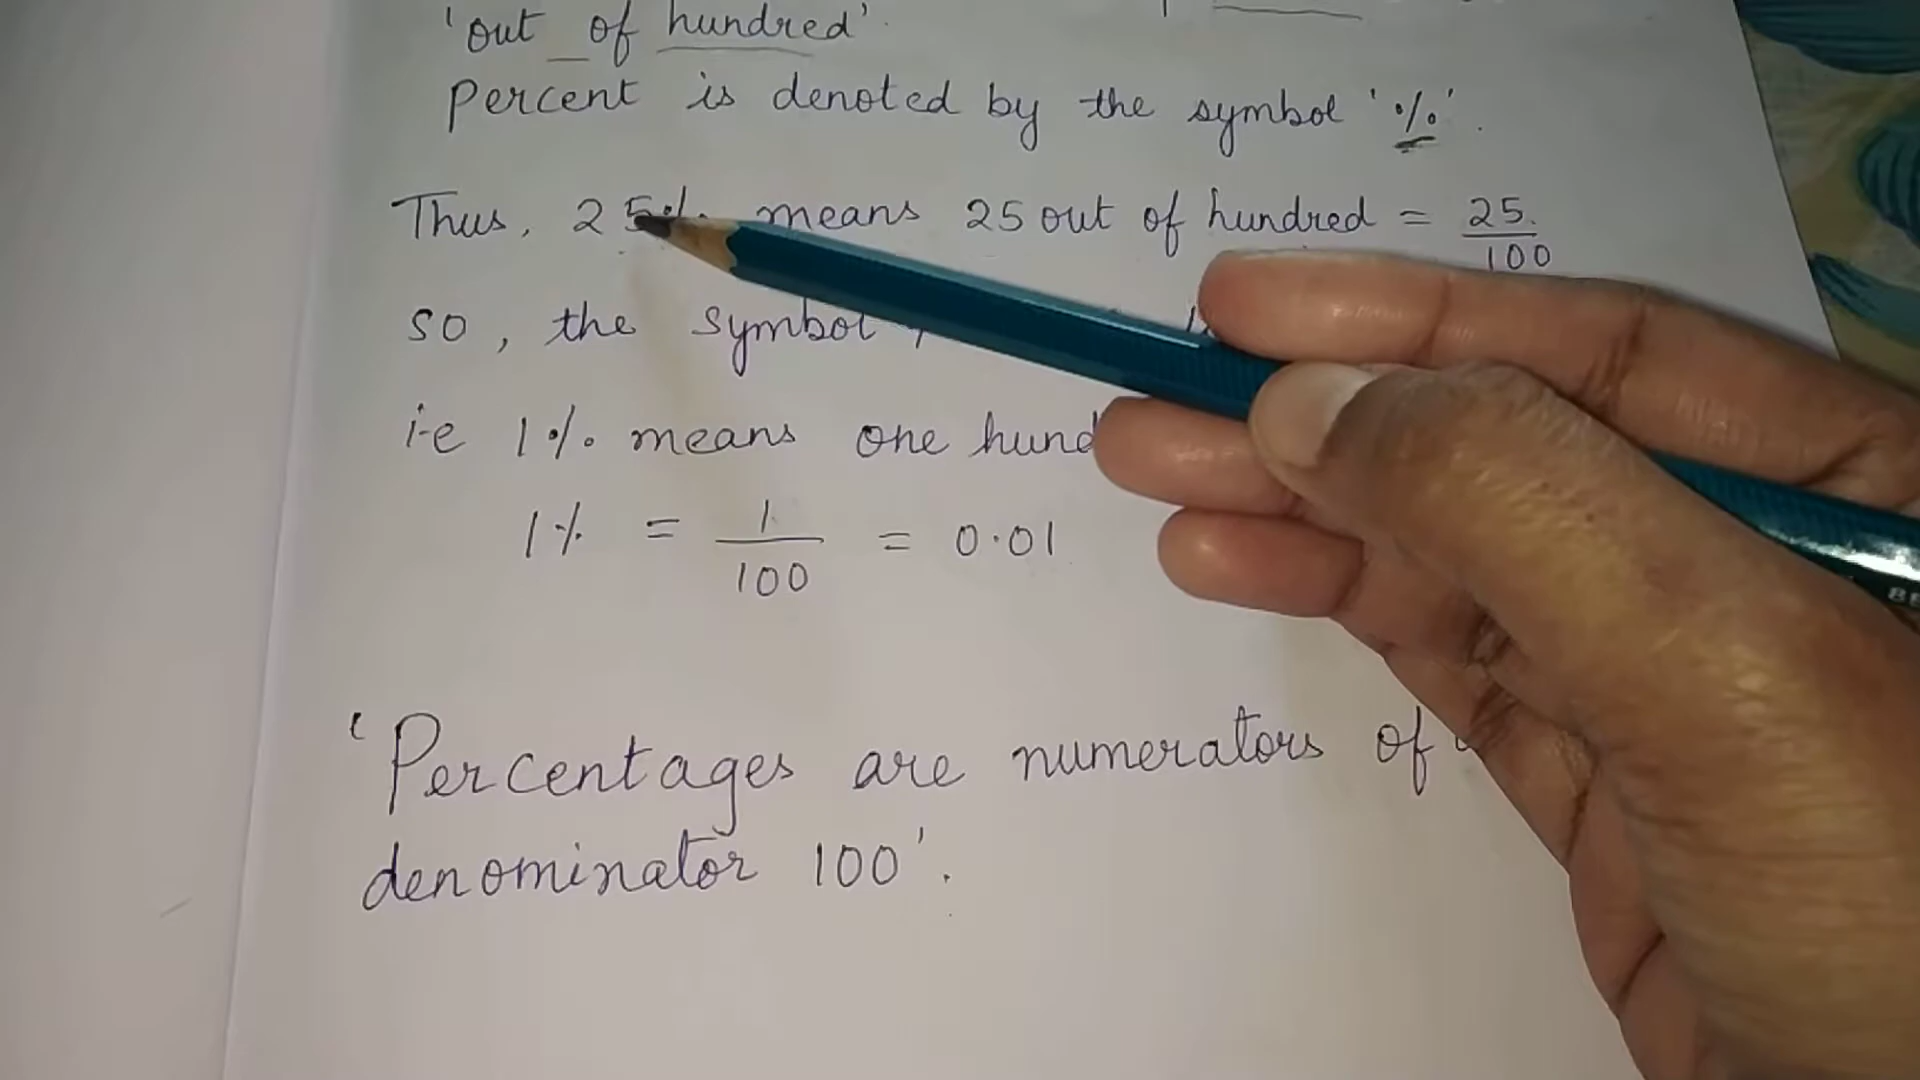 'out of hundred'.
Percent is denoted by the symbol '%'.
Thus, 25% means 25 out of hundred = 25/100
so, the symbol
i-e 1% means one hund
1% = 1/100 = 0.01
'Percentages are numerators of
denominator 100'.